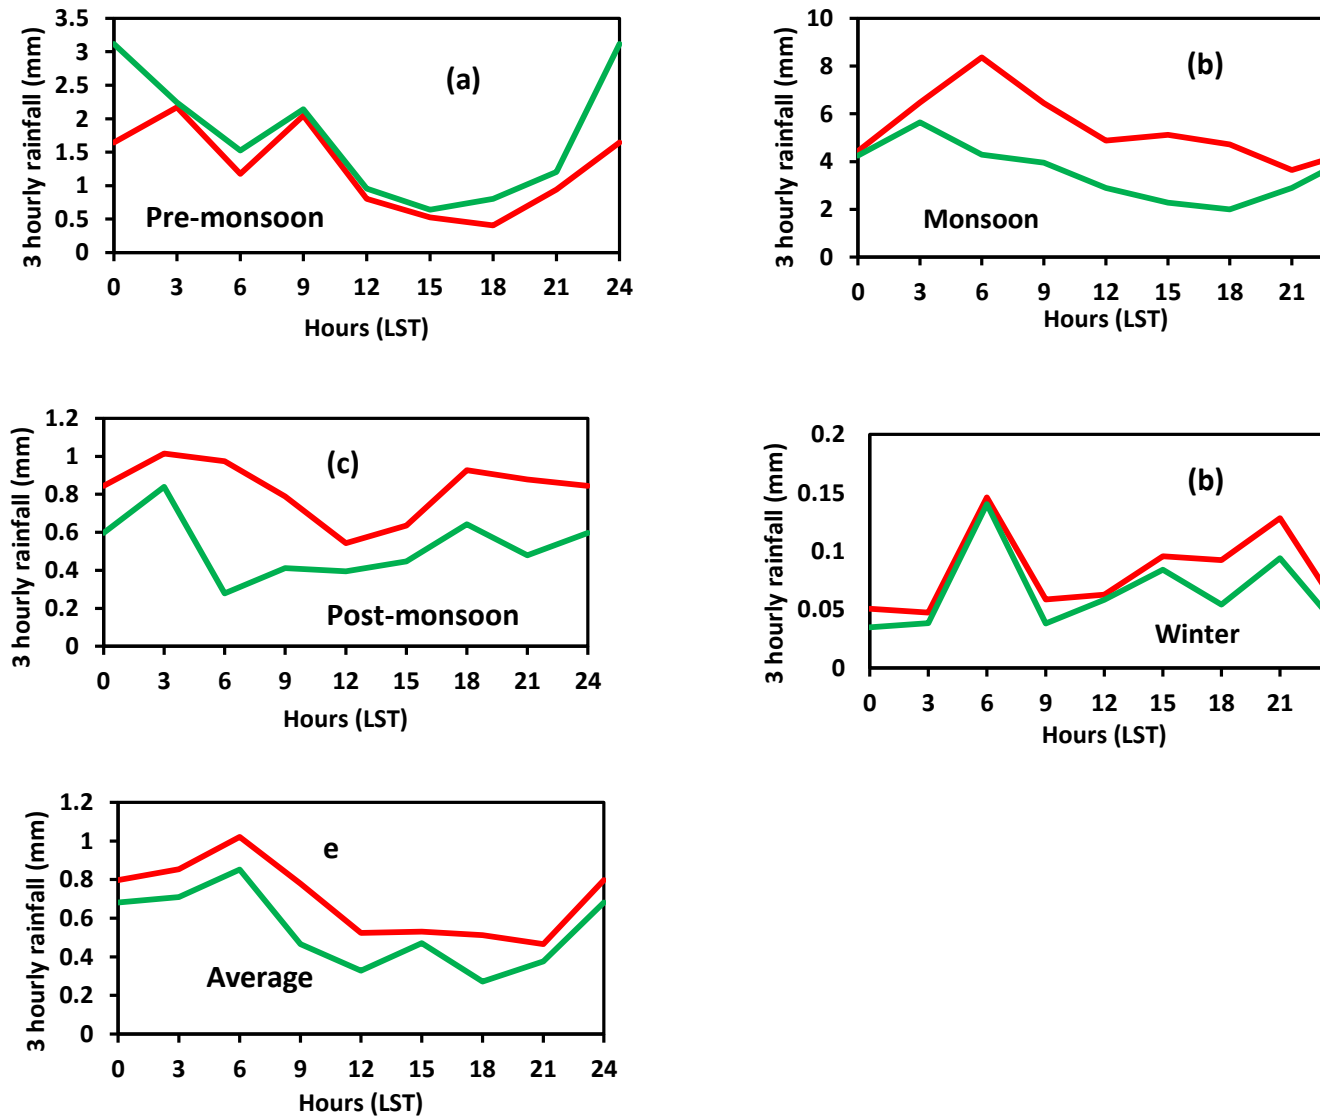 3 hourly rainfall (mm)
3.5
3
2.5
2
1.5
1
0.5
0
(a)
Pre-monsoon
0 3 6 9 12 15 18 21 24
Hours (LST)
3 hourly rainfall (mm)
10
8
6
4
2
0
(b)
Monsoon
0 3 6 9 12 15 18 21
Hours (LST)
3 hourly rainfall (mm)
1.2
1
0.8
0.6
0.4
0.2
0
(c)
Post-monsoon
0 3 6 9 12 15 18 21 24
Hours (LST)
3 hourly rainfall (mm)
0.2
0.15
0.1
0.05
0
(b)
Winter
0 3 6 9 12 15 18 21
Hours (LST)
3 hourly rainfall (mm)
1.2
1
0.8
0.6
0.4
0.2
0
e
Average
0 3 6 9 12 15 18 21 24
Hours (LST)